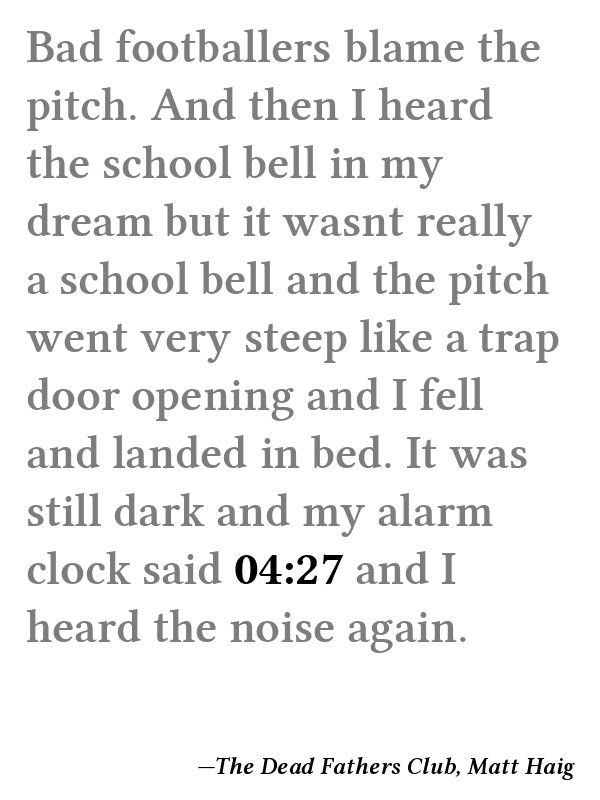 Bad footballers blame the
pitch. And then I heard
the school bell in my
dream but it wasnt really
a school bell and the pitch
went very steep like a trap
door opening and I fell
and landed in bed. It was
still dark and my alarm
clock said 04:27 and I
heard the noise again.
—The Dead Fathers Club, Matt Haig